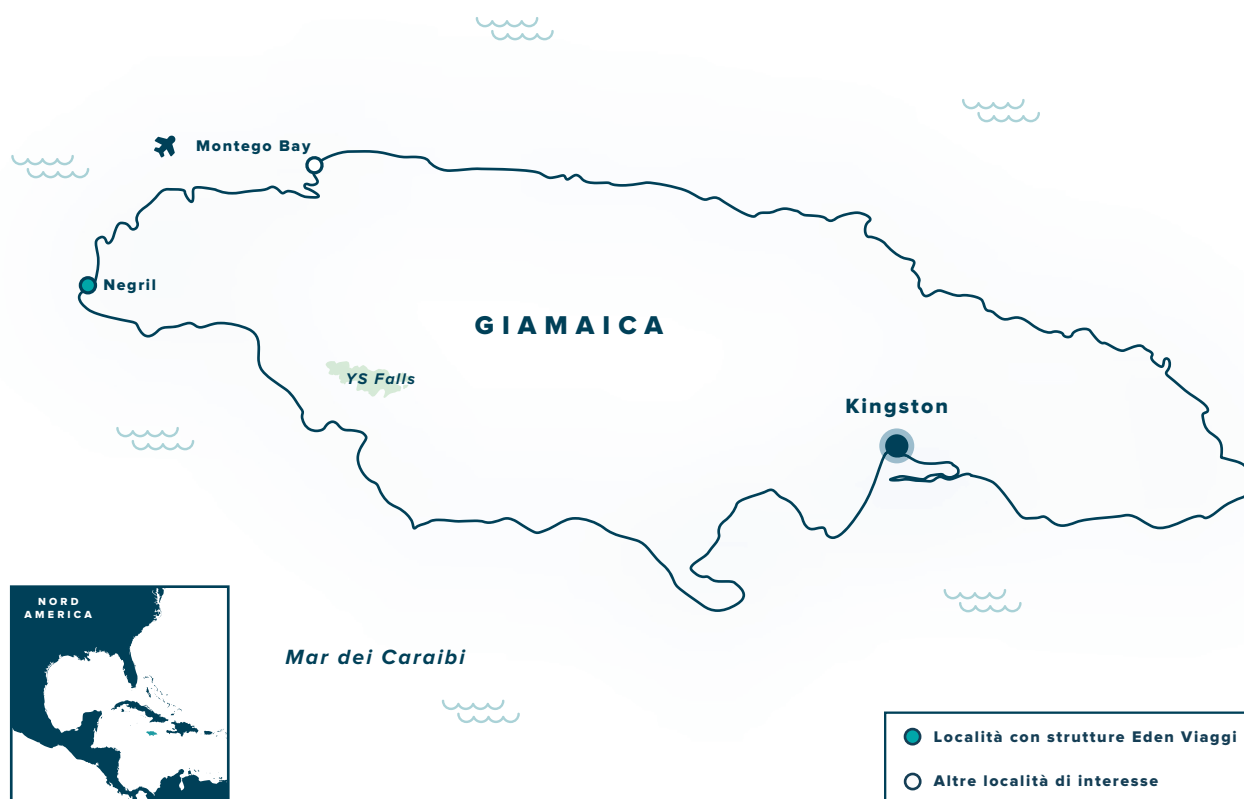 Montego Bay
Negril
GIAMAICA
YS Falls
Kingston
NORD
AMERICA
Mar dei Caraibi
Località con strutture Eden Viaggi
Altre località di interesse